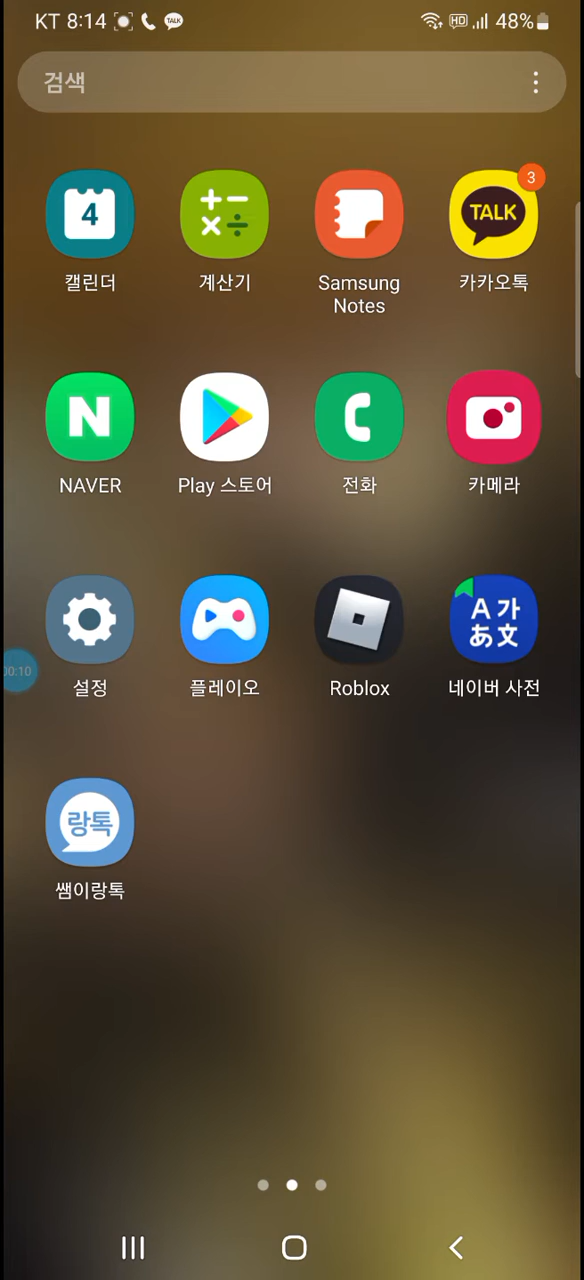 KT 8:14 TALK HD 48%
검색
3
4
TALK
캘린더
계산기
Samsung
Notes
카카오톡
N
NAVER
Play 스토어
전화
카메라
A 가
あ文
00:10
설정
플레이오
Roblox
네이버 사전
랑톡
쌤이랑톡